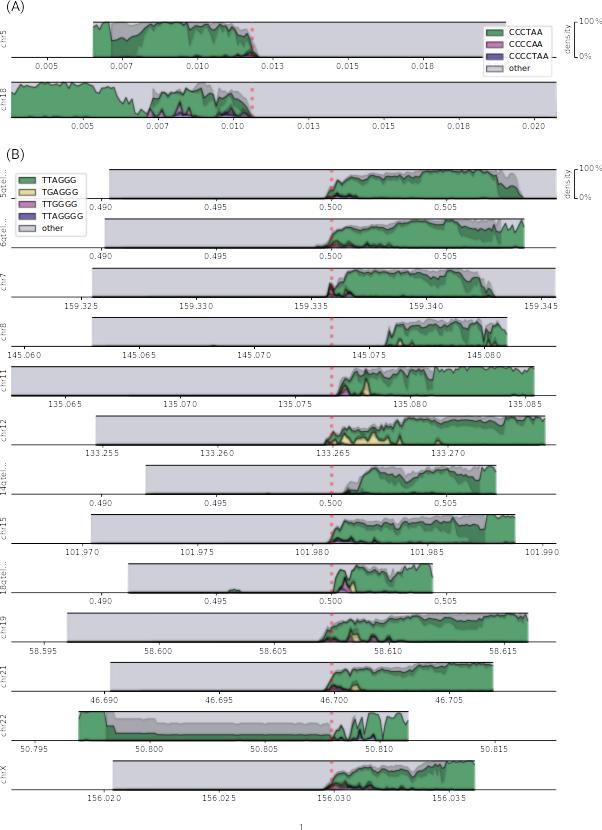 (A)
chr5
0.005 0.007 0.010 0.013 0.015 0.018
CCCTAA
CCCCAA
CCCCTAA
other
density
100%
0%
chr18
0.005 0.007 0.010 0.013 0.015 0.018 0.020
(B)
5qtel...
0.490 0.495 0.500 0.505
TTAGGG
TGAGGG
TTGGGG
TTAGGGG
other
density
100%
0%
6qtel...
0.490 0.495 0.500 0.505
chr7
159.325 159.330 159.335 159.340 159.345
chr8
145.060 145.065 145.070 145.075 145.080
chr11
135.065 135.070 135.075 135.080 135.085
chr12
133.255 133.260 133.265 133.270
14qtel...
0.490 0.495 0.500 0.505
chr15
101.970 101.975 101.980 101.985 101.990
18qtel...
0.490 0.495 0.500 0.505
chr19
58.595 58.600 58.605 58.610 58.615
chr21
46.690 46.695 46.700 46.705
chr22
50.795 50.800 50.805 50.810 50.815
chrX
156.020 156.025 156.030 156.035
1